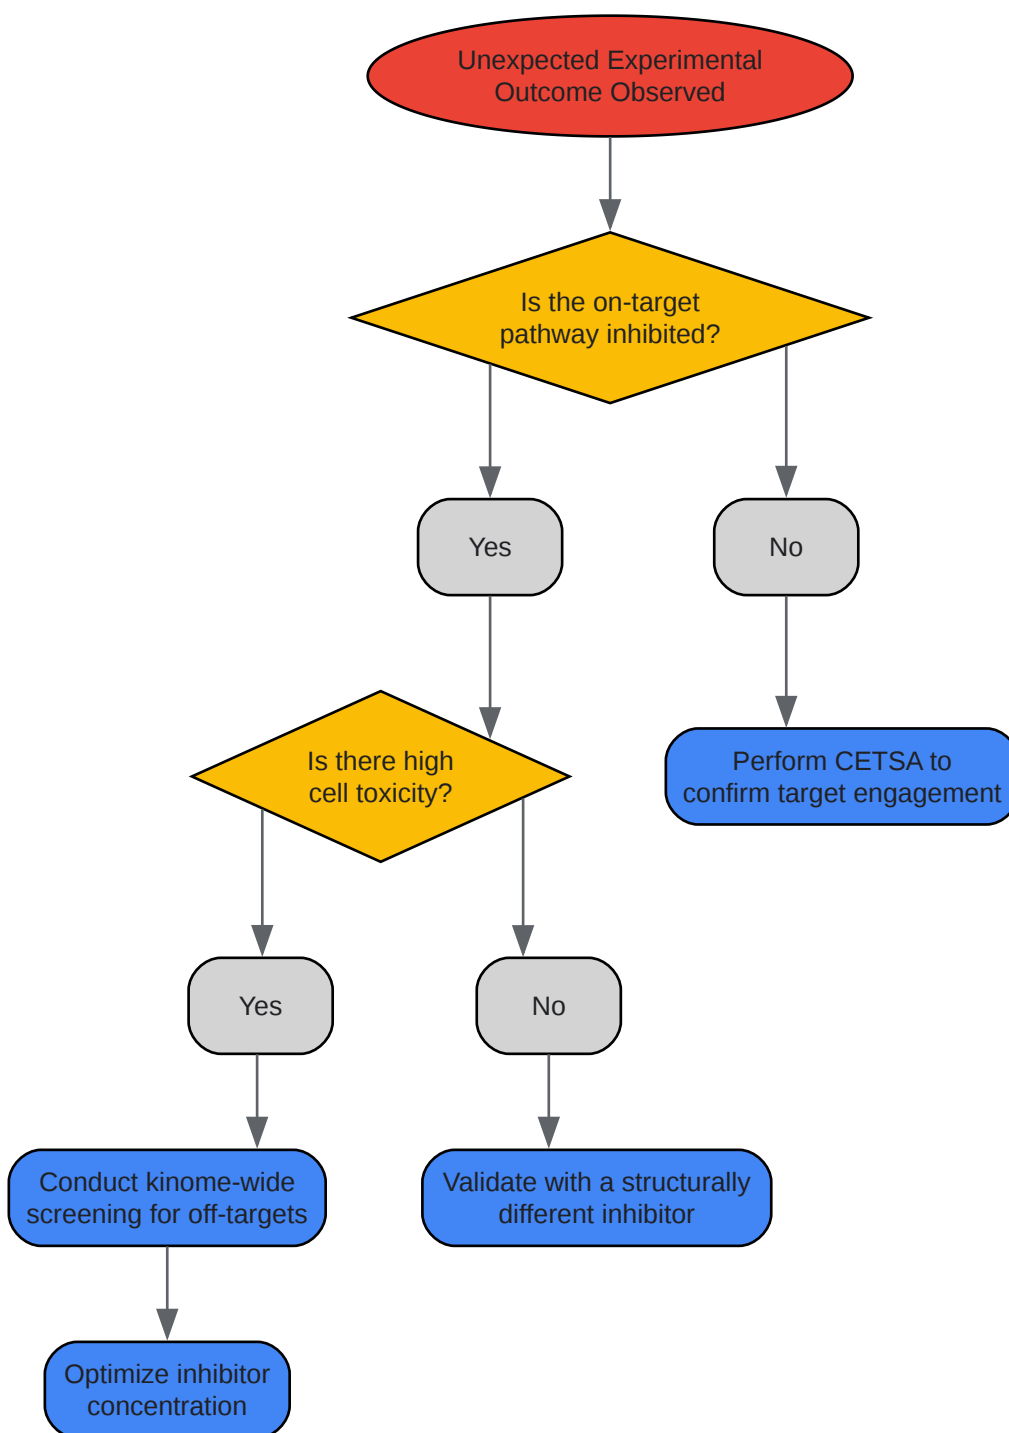 Unexpected Experimental
Outcome Observed
Is the on-target
pathway inhibited?
Yes
No
Is there high
cell toxicity?
Perform CETSA to
confirm target engagement
Yes
No
Conduct kinome-wide
screening for off-targets
Validate with a structurally
different inhibitor
Optimize inhibitor
concentration